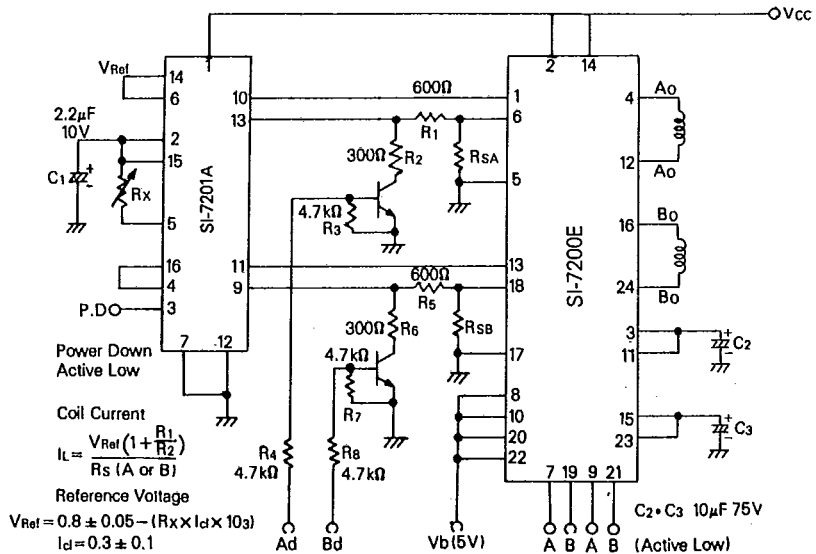 Vcc
VRef
14
6
2.2μF
10V
2
15
C1
+
-
Rx
5
16
4
P.D
3
7
12
1
10
13
11
9
SI-7201A
Power Down
Active Low
Coil Current
IL = VRef (1 + R1/R2) / Rs (A or B)
Reference Voltage
VRef = 0.8 ± 0.05 − (Rx × Icl × 103)
Icl = 0.3 ± 0.1
600Ω
R1
300Ω
R2
RSA
4.7kΩ
R3
600Ω
R5
300Ω
R6
RSB
4.7kΩ
R7
R4
4.7kΩ
R8
4.7kΩ
Ad
Bd
Vb (5V)
2
14
1
6
5
13
18
17
8
10
20
22
SI-7200E
4
12
16
24
3
11
15
23
7
19
9
21
Ao
Ao
Bo
Bo
+
-
C2
+
-
C3
C2 • C3 10μF 75V
A
B
A
B
(Active Low)